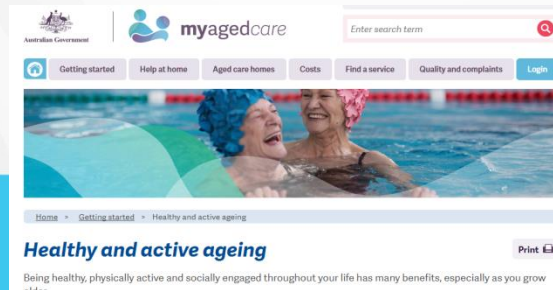 Australian Government
myagedcare
Enter search term
Getting started
Help at home
Aged care homes
Costs
Find a service
Quality and complaints
Login
Home > Getting started > Healthy and active ageing
Healthy and active ageing
Print
Being healthy, physically active and socially engaged throughout your life has many benefits, especially as you grow